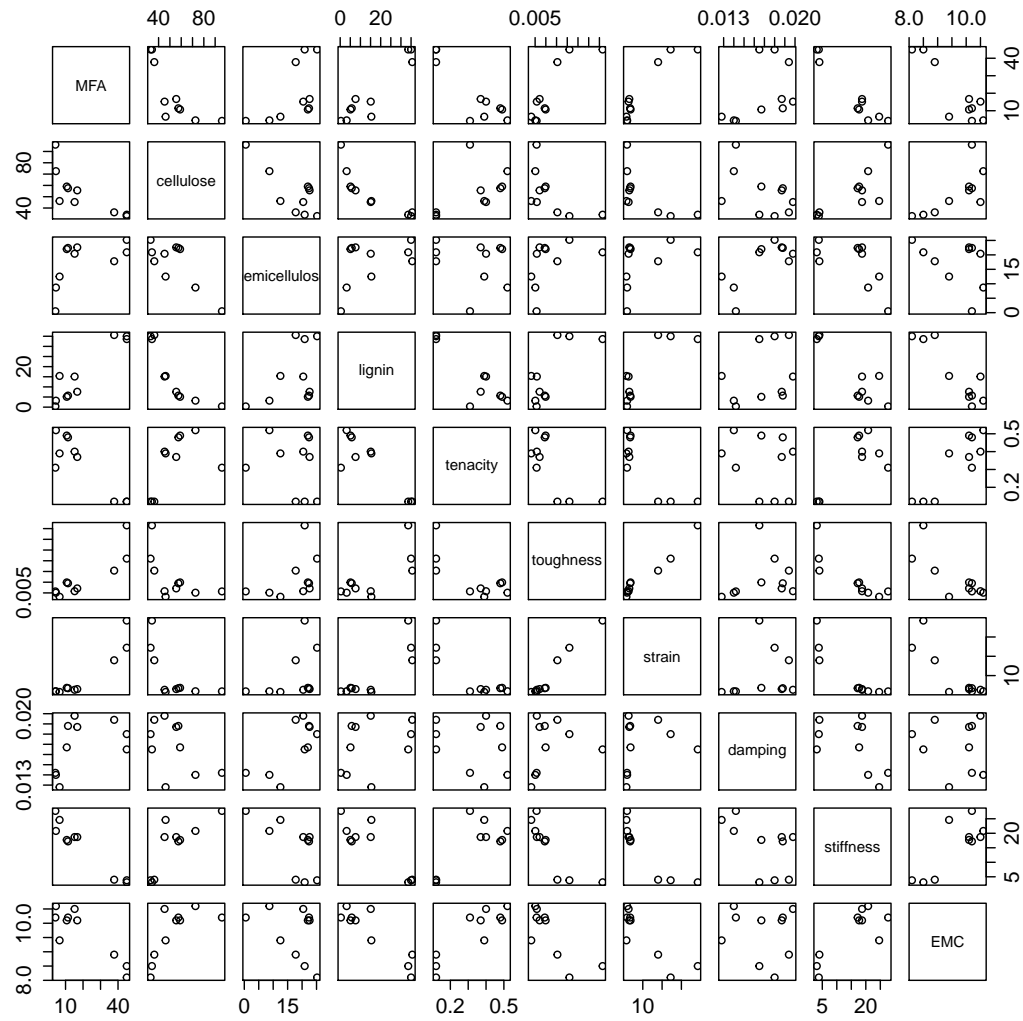 40 80
0 20
0.005
0.013 0.020
8.0 10.0
MFA
10 40
40 80
cellulose
emicellulos
0 15
0 20
lignin
tenacity
0.2 0.5
0.005
toughness
strain
10
0.013 0.020
damping
stiffness
5 20
8.0 10.0
EMC
10 40
0 15
0.2 0.5
10
5 20